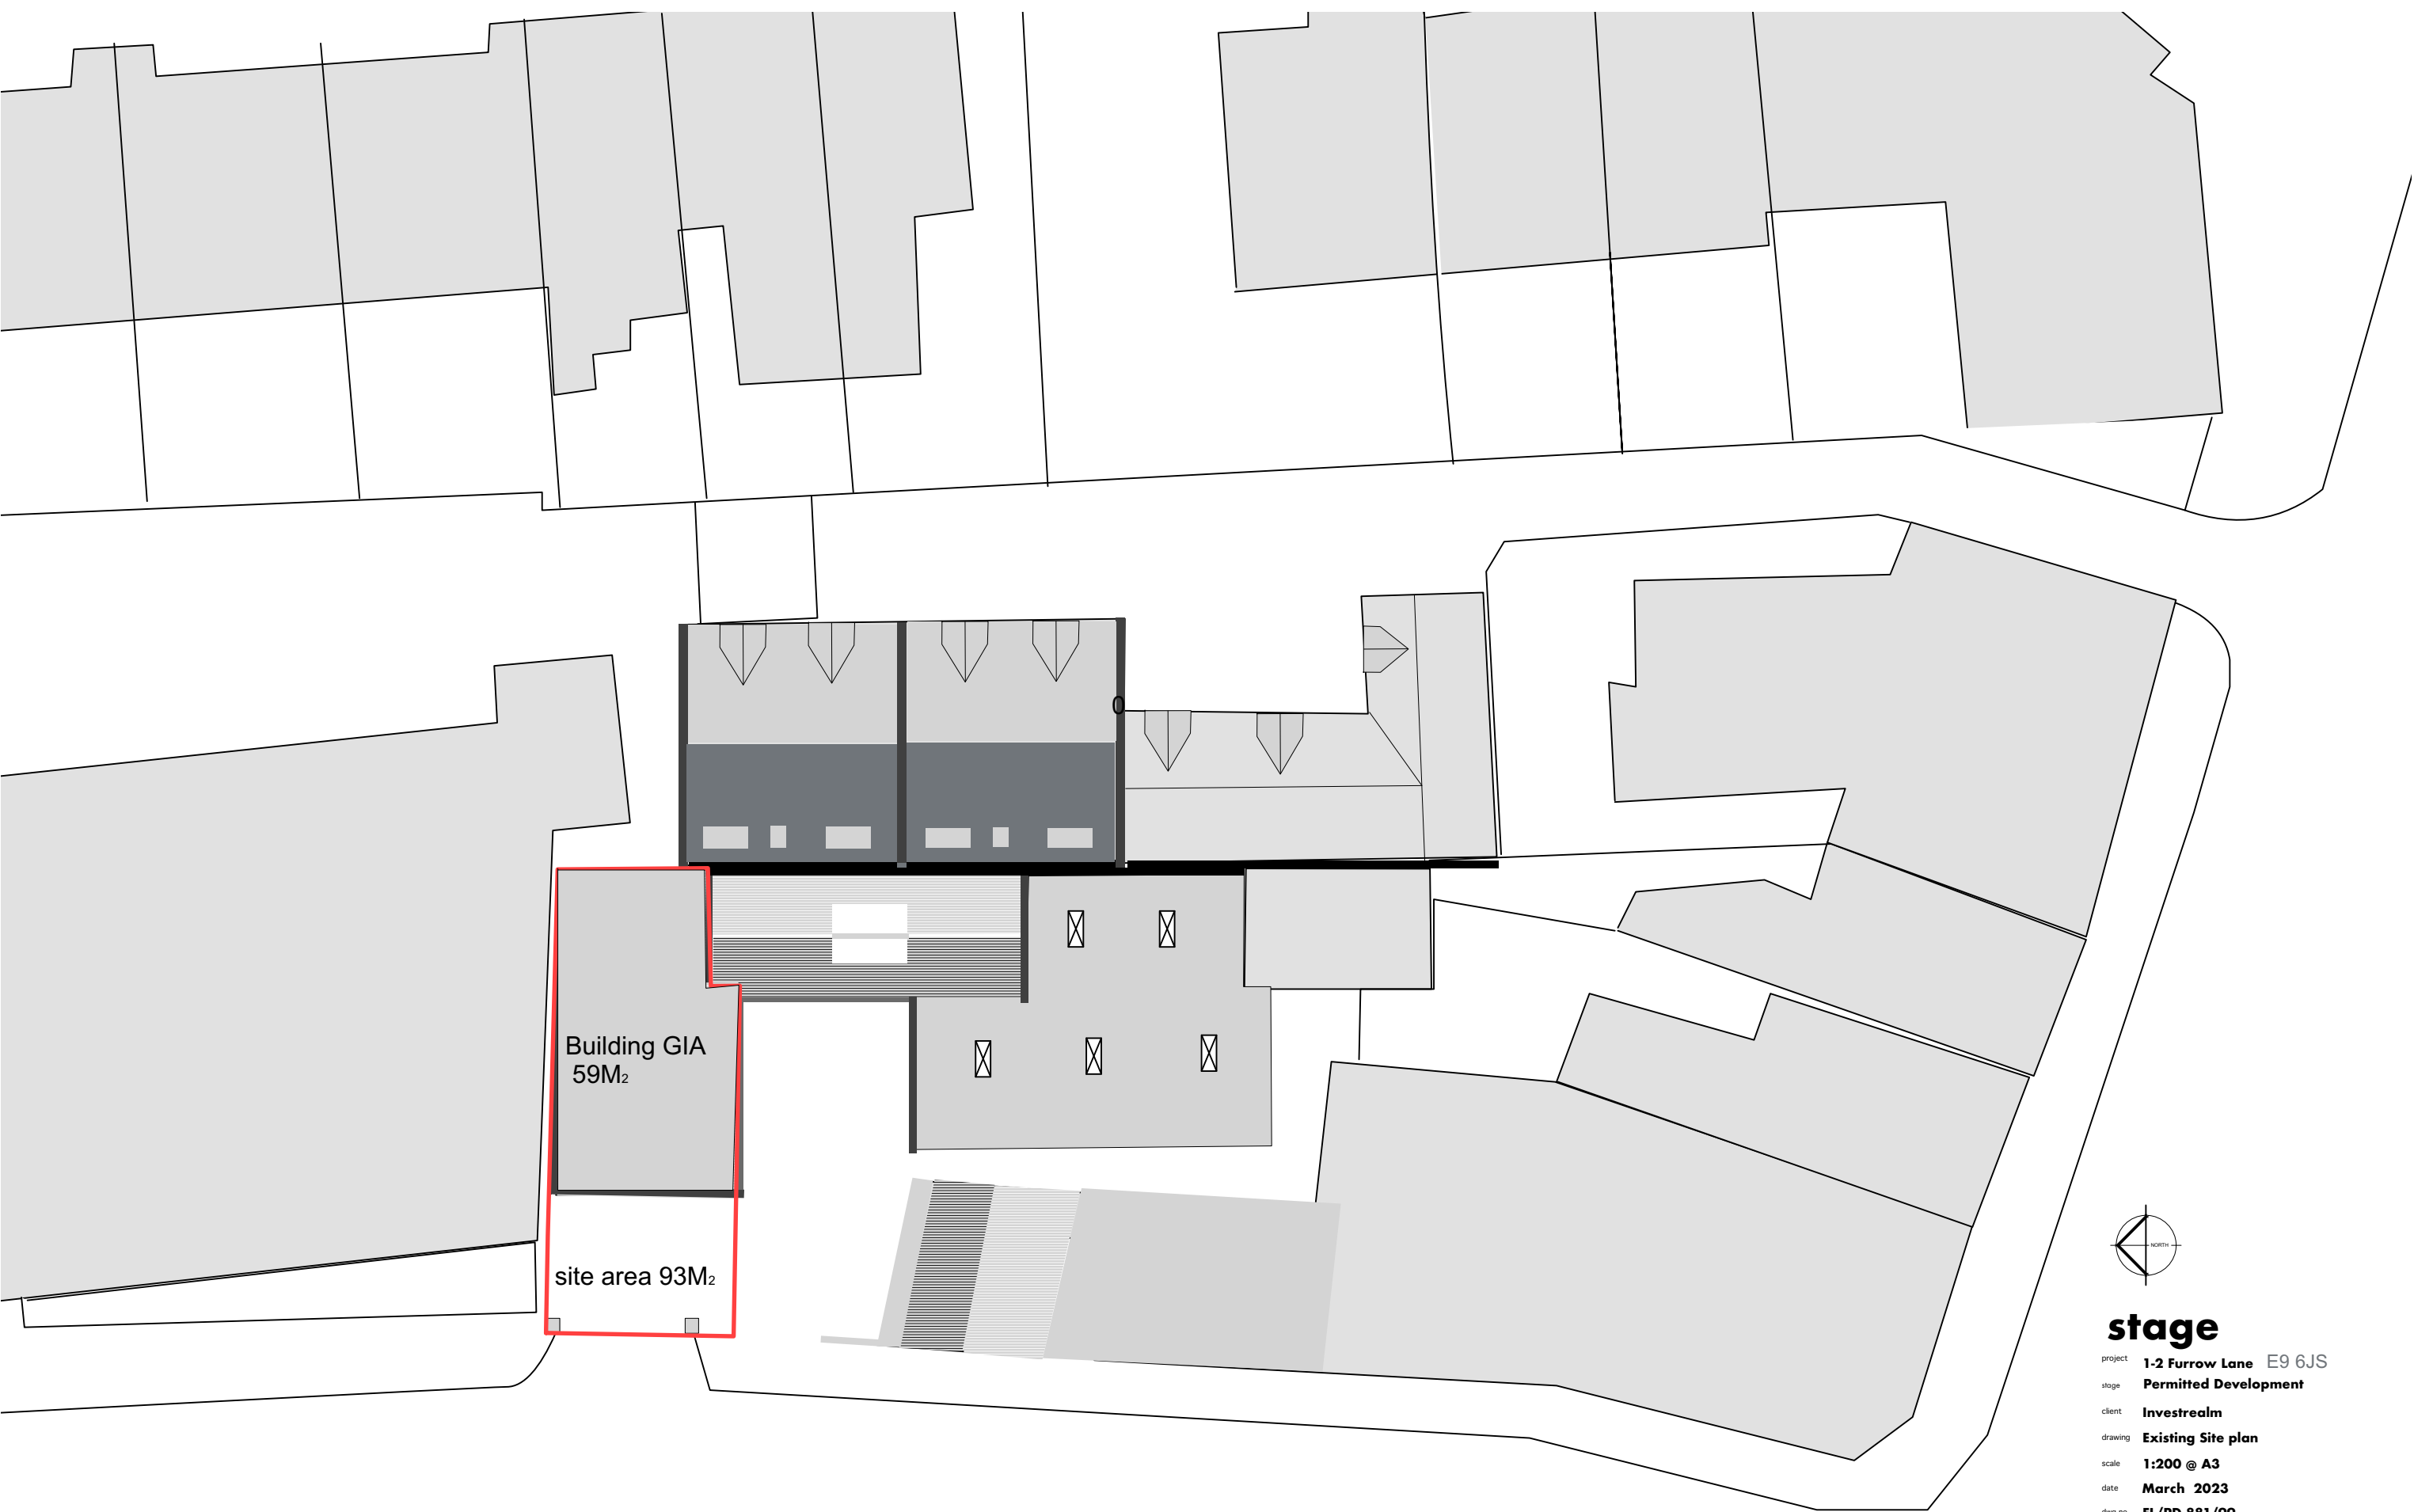 0
Building GIA
59M2
site area 93M2
NORTH
stage
project 1-2 Furrow Lane E9 6JS
stage Permitted Development
client Investrealm
drawing Existing Site plan
scale 1:200 @ A3
date March 2023